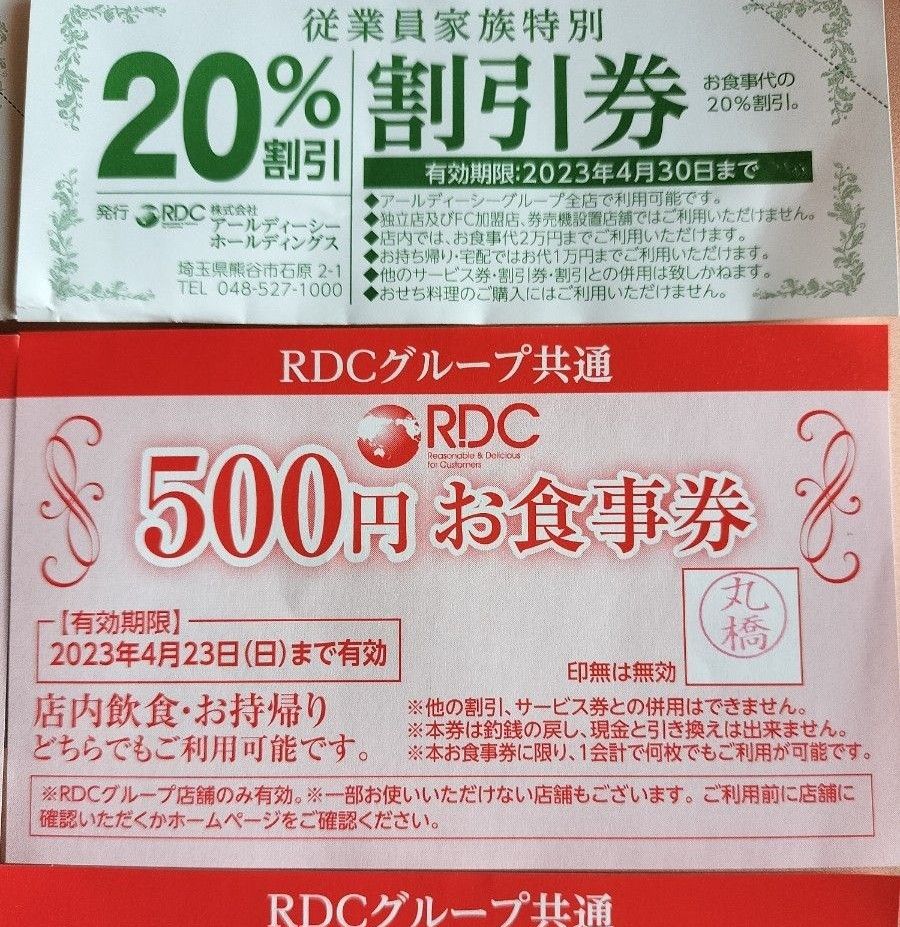 従業員家族特別
20%割引
割引券
お食事代の
20%割引。
有効期限:2023年4月30日まで
発行 RDC 株式会社
アールディーシー
ホールディングス
埼玉県熊谷市石原 2-1
TEL 048-527-1000
◆アールディーシーグループ全店で利用可能です。
◆独立店及びFC加盟店、券売機設置店舗ではご利用いただけません。
◆店内では、お食事代2万円までご利用いただけます。
◆お持ち帰り・宅配ではお代1万円までご利用いただけます。
◆他のサービス券・割引券・割引との併用は致しかねます。
◆おせち料理のご購入にはご利用いただけません。
RDCグループ共通
RDC
Reasonable & Delicious
for Customers
500円 お食事券
【有効期限】
2023年4月23日(日)まで有効
丸橋
印無は無効
店内飲食・お持帰り
どちらでもご利用可能です。
※他の割引、サービス券との併用はできません。
※本券は釣銭の戻し、現金と引き換えは出来ません。
※本お食事券に限り、1会計で何枚でもご利用が可能です。
※RDCグループ店舗のみ有効。※一部お使いいただけない店舗もございます。ご利用前に店舗に
確認いただくかホームページをご確認ください。
RDCグループ共通